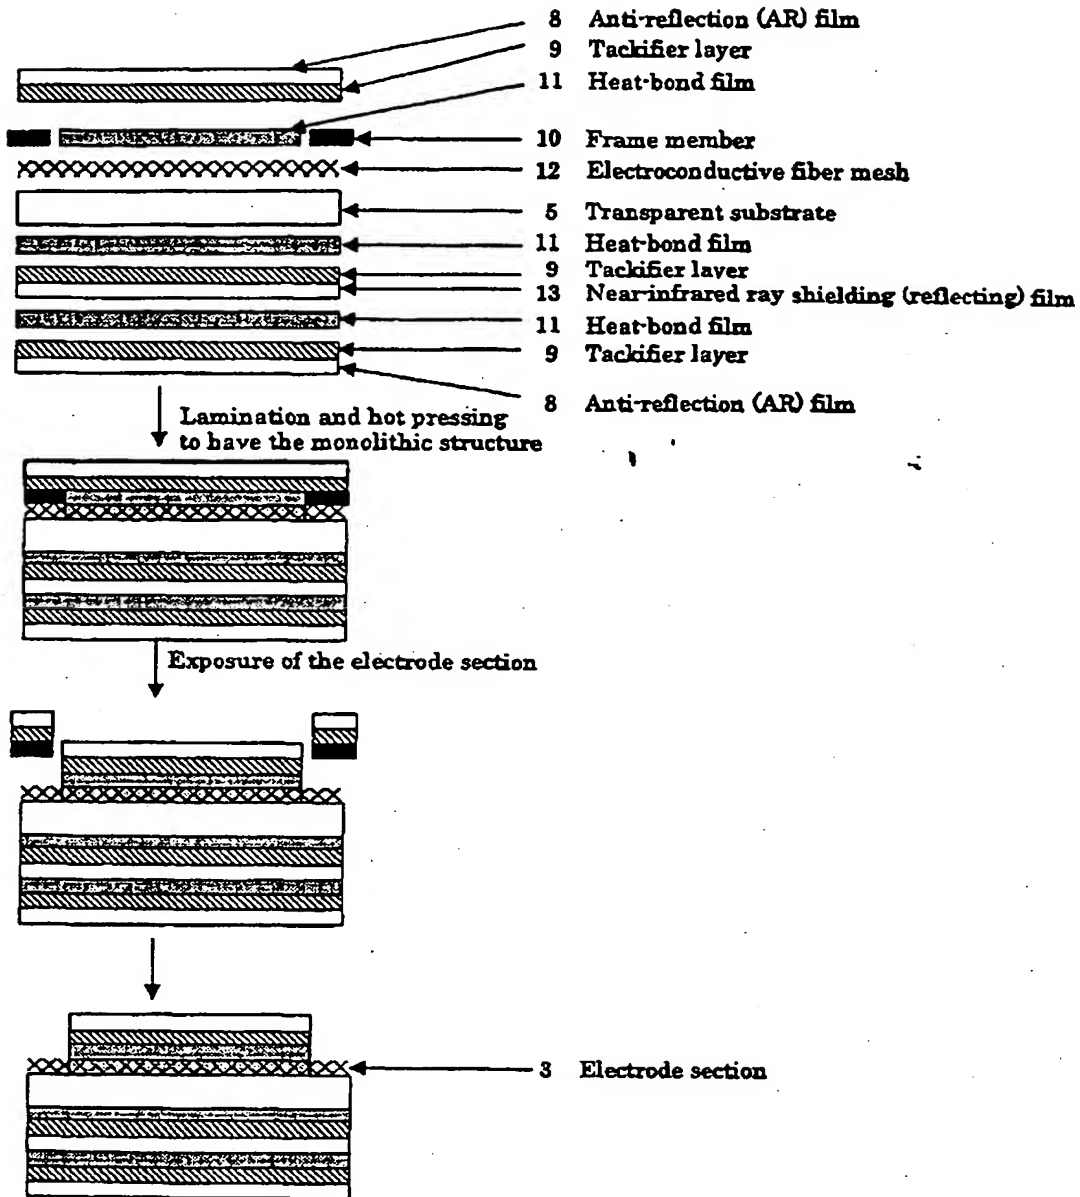 8 Anti-reflection (AR) film
9 Tackifier layer
11 Heat-bond film
10 Frame member
12 Electroconductive fiber mesh
5 Transparent substrate
11 Heat-bond film
9 Tackifier layer
13 Near-infrared ray shielding (reflecting) film
11 Heat-bond film
9 Tackifier layer
8 Anti-reflection (AR) film
Lamination and hot pressing
to have the monolithic structure
Exposure of the electrode section
3 Electrode section